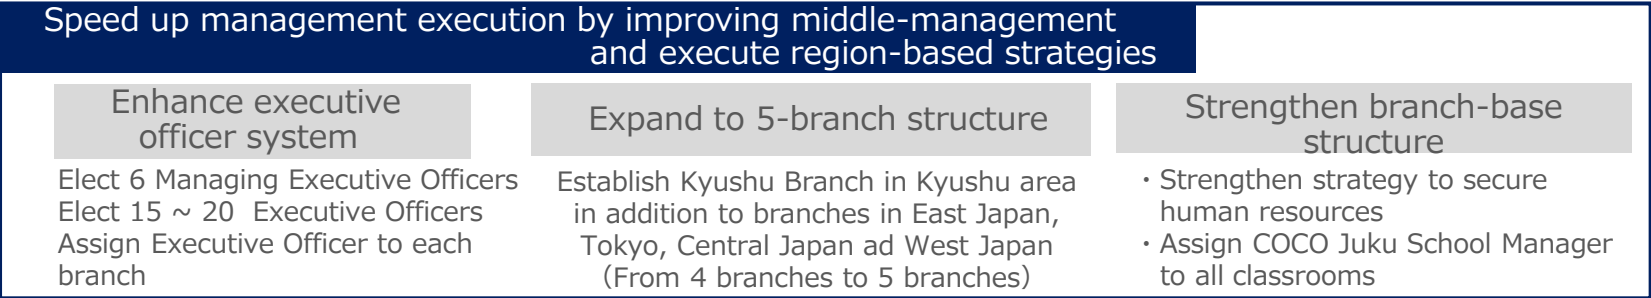 Speed up management execution by improving middle-management
and execute region-based strategies
Enhance executive
officer system
Elect 6 Managing Executive Officers
Elect 15 ~ 20 Executive Officers
Assign Executive Officer to each
branch
Expand to 5-branch structure
Establish Kyushu Branch in Kyushu area
in addition to branches in East Japan,
Tokyo, Central Japan ad West Japan
（From 4 branches to 5 branches）
Strengthen branch-base
structure
・Strengthen strategy to secure
human resources
・Assign COCO Juku School Manager
to all classrooms